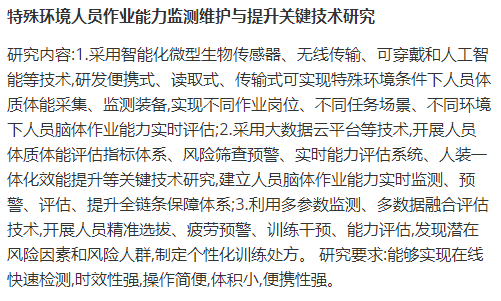 特殊环境人员作业能力监测维护与提升关键技术研究
研究内容:1.采用智能化微型生物传感器、无线传输、可穿戴和人工智
能等技术,研发便携式、读取式、传输式可实现特殊环境条件下人员体
质体能采集、监测装备,实现不同作业岗位、不同任务场景、不同环境
下人员脑体作业能力实时评估;2.采用大数据云平台等技术,开展人员
体质体能评估指标体系、风险筛查预警、实时能力评估系统、人装一
体化效能提升等关键技术研究,建立人员脑体作业能力实时监测、预
警、评估、提升全链条保障体系;3.利用多参数监测、多数据融合评估
技术,开展人员精准选拔、疲劳预警、训练干预、能力评估,发现潜在
风险因素和风险人群,制定个性化训练处方。 研究要求:能够实现在线
快速检测,时效性强,操作简便,体积小,便携性强。